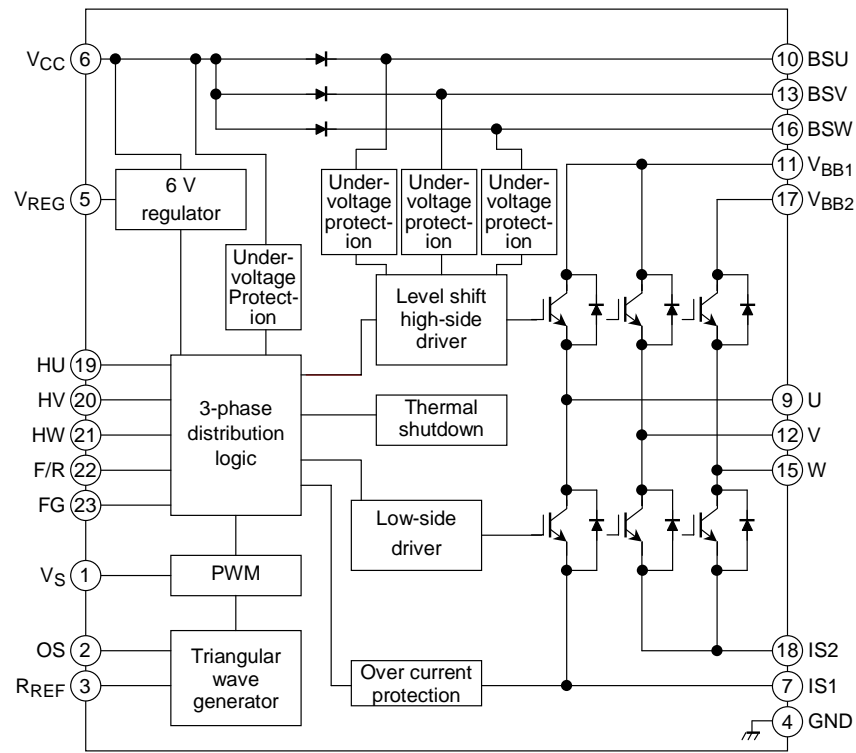 VCC 6
10 BSU
13 BSV
16 BSW
11 VBB1
17 VBB2
VREG 5
6 V
regulator
Under-
voltage
protect-
ion
Under-
voltage
protect-
ion
Under-
voltage
protect-
ion
Under-
voltage
Protect-
ion
Level shift
high-side
driver
HU 19
HV 20
HW 21
F/R 22
FG 23
3-phase
distribution
logic
Thermal
shutdown
9 U
12 V
15 W
Low-side
driver
VS 1
PWM
OS 2
RREF 3
Triangular
wave
generator
Over current
protection
18 IS2
7 IS1
4 GND